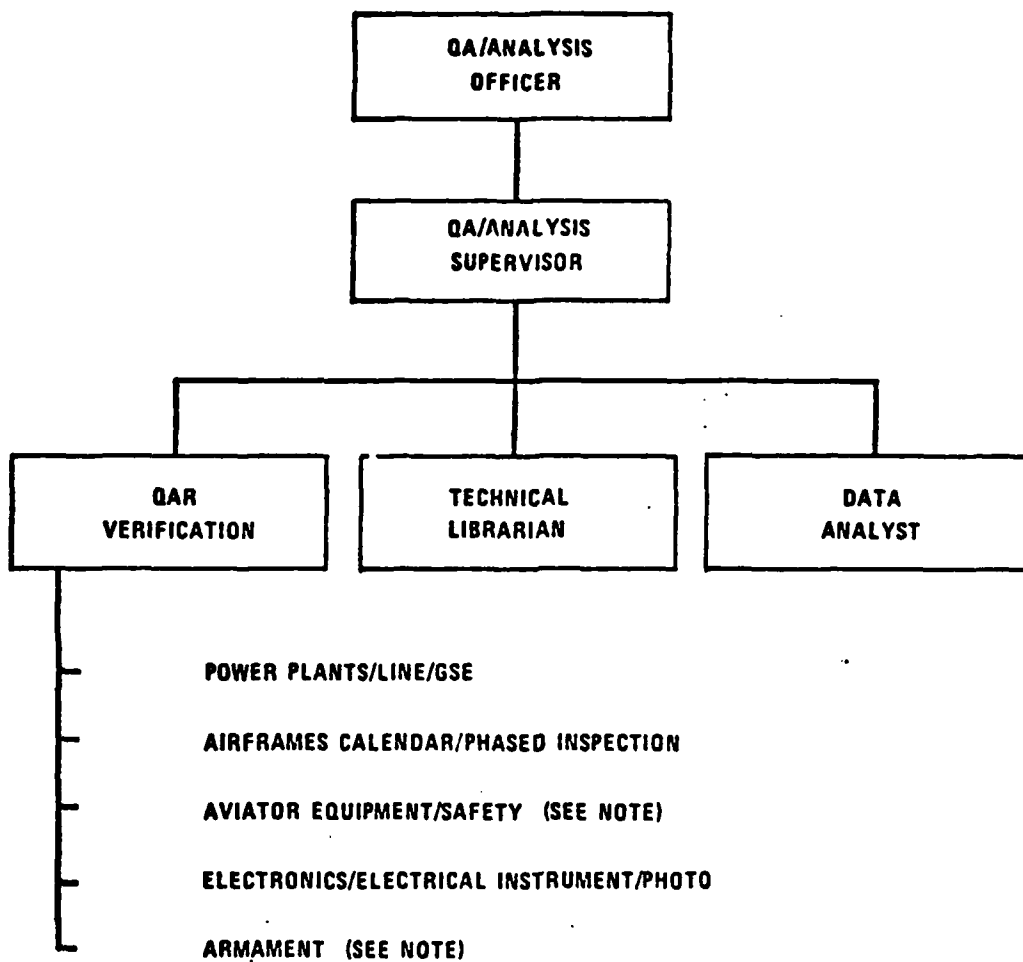 QA/ANALYSIS
OFFICER
QA/ANALYSIS
SUPERVISOR
QAR
VERIFICATION
TECHNICAL
LIBRARIAN
DATA
ANALYST
POWER PLANTS/LINE/GSE
AIRFRAMES CALENDAR/PHASED INSPECTION
AVIATOR EQUIPMENT/SAFETY (SEE NOTE)
ELECTRONICS/ELECTRICAL INSTRUMENT/PHOTO
ARMAMENT (SEE NOTE)